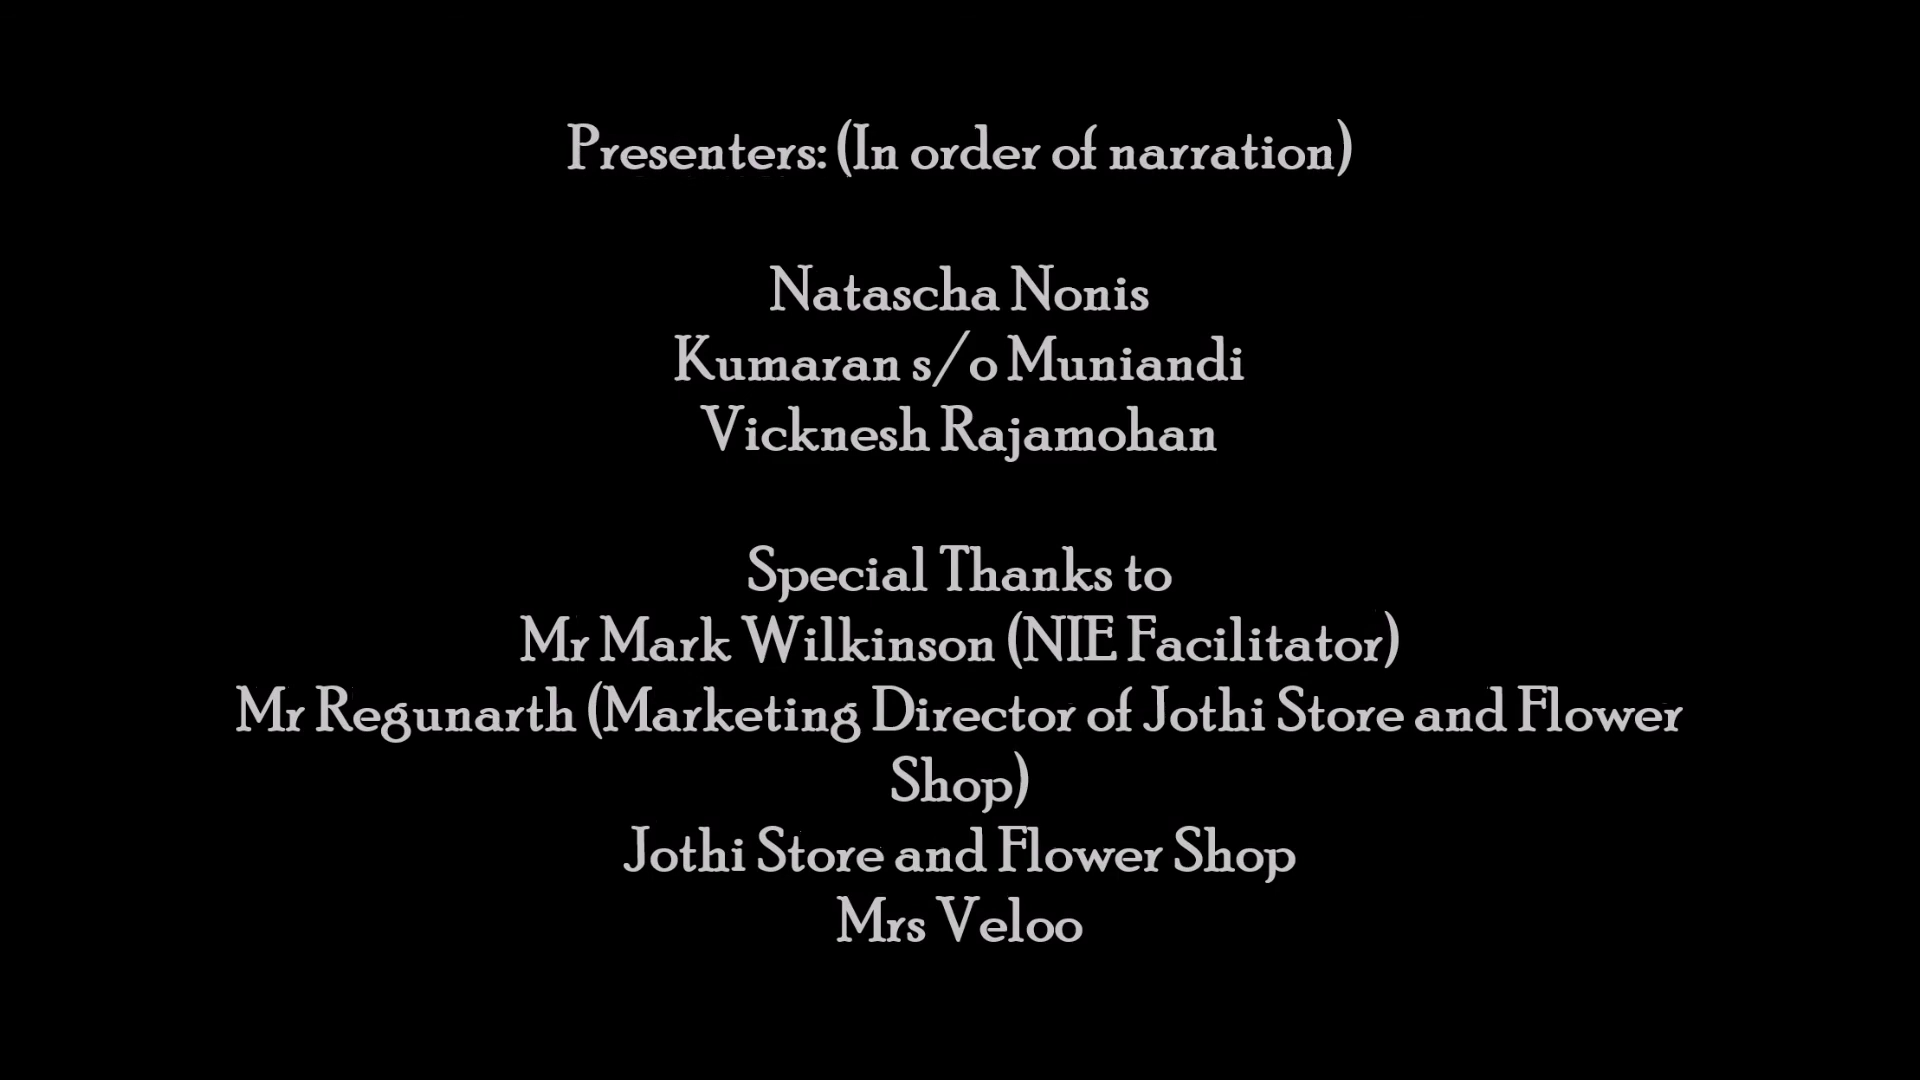 Presenters: (In order of narration)
Natascha Nonis
Kumaran s/o Muniandi
Vicknesh Rajamohan
Special Thanks to
Mr Mark Wilkinson (NIE Facilitator)
Mr Regunarth (Marketing Director of Jothi Store and Flower
Shop)
Jothi Store and Flower Shop
Mrs Veloo